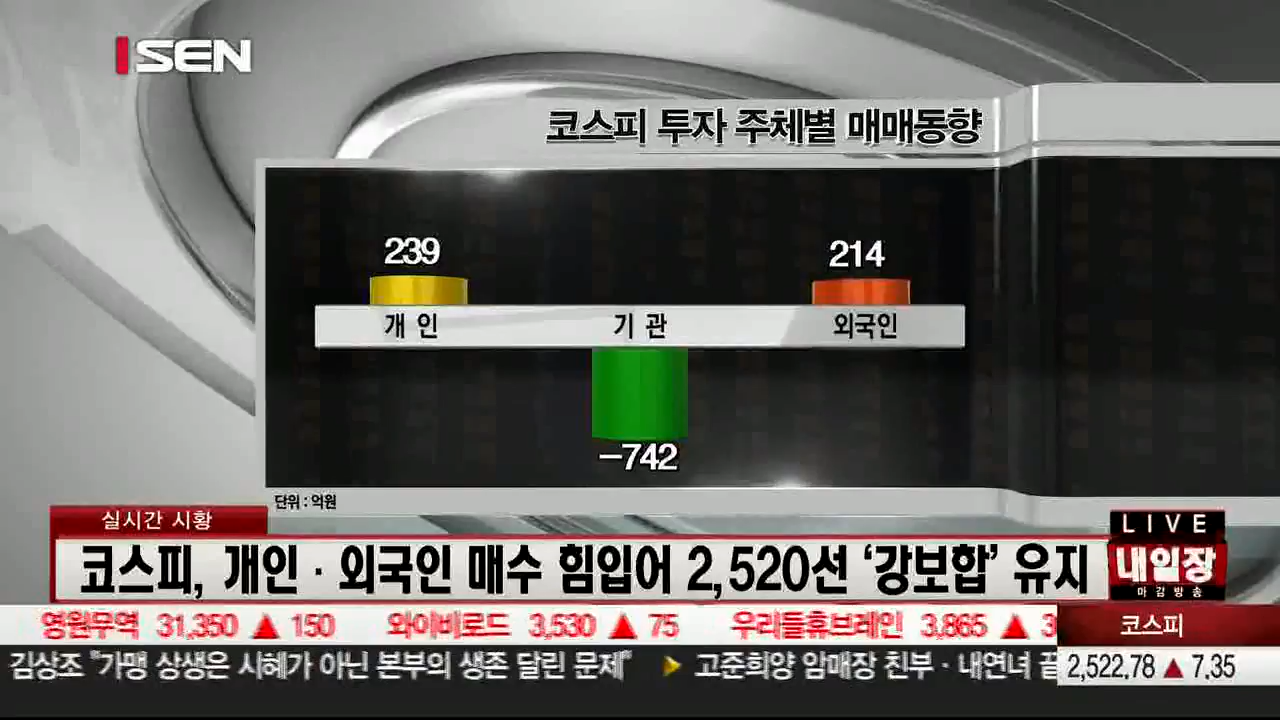 SEN
코스피 투자 주체별 매매동향
239
214
개 인
기 관
외국인
-742
단위 : 억원
실시간 시황
LIVE
내일장
마감방송
코스피, 개인 · 외국인 매수 힘입어 2,520선 ‘강보합’ 유지
영원무역 31,350 ▲ 150 와이비로드 3,530 ▲ 75 우리들휴브레인 3,865 ▲ 3
코스피
김상조 "가맹 상생은 시혜가 아닌 본부의 생존 달린 문제" ▶ 고준희양 암매장 친부 · 내연녀
2,522.78 ▲ 7.35